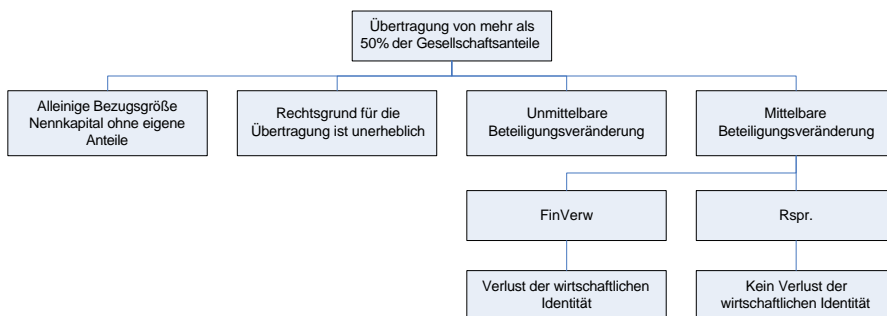 Übertragung von mehr als
50% der Gesellschaftsanteile
Alleinige Bezugsgröße
Nennkapital ohne eigene
Anteile
Rechtsgrund für die
Übertragung ist unerheblich
Unmittelbare
Beteiligungsveränderung
Mittelbare
Beteiligungsveränderung
FinVerw
Rspr.
Verlust der wirtschaftlichen
Identität
Kein Verlust der
wirtschaftlichen Identität